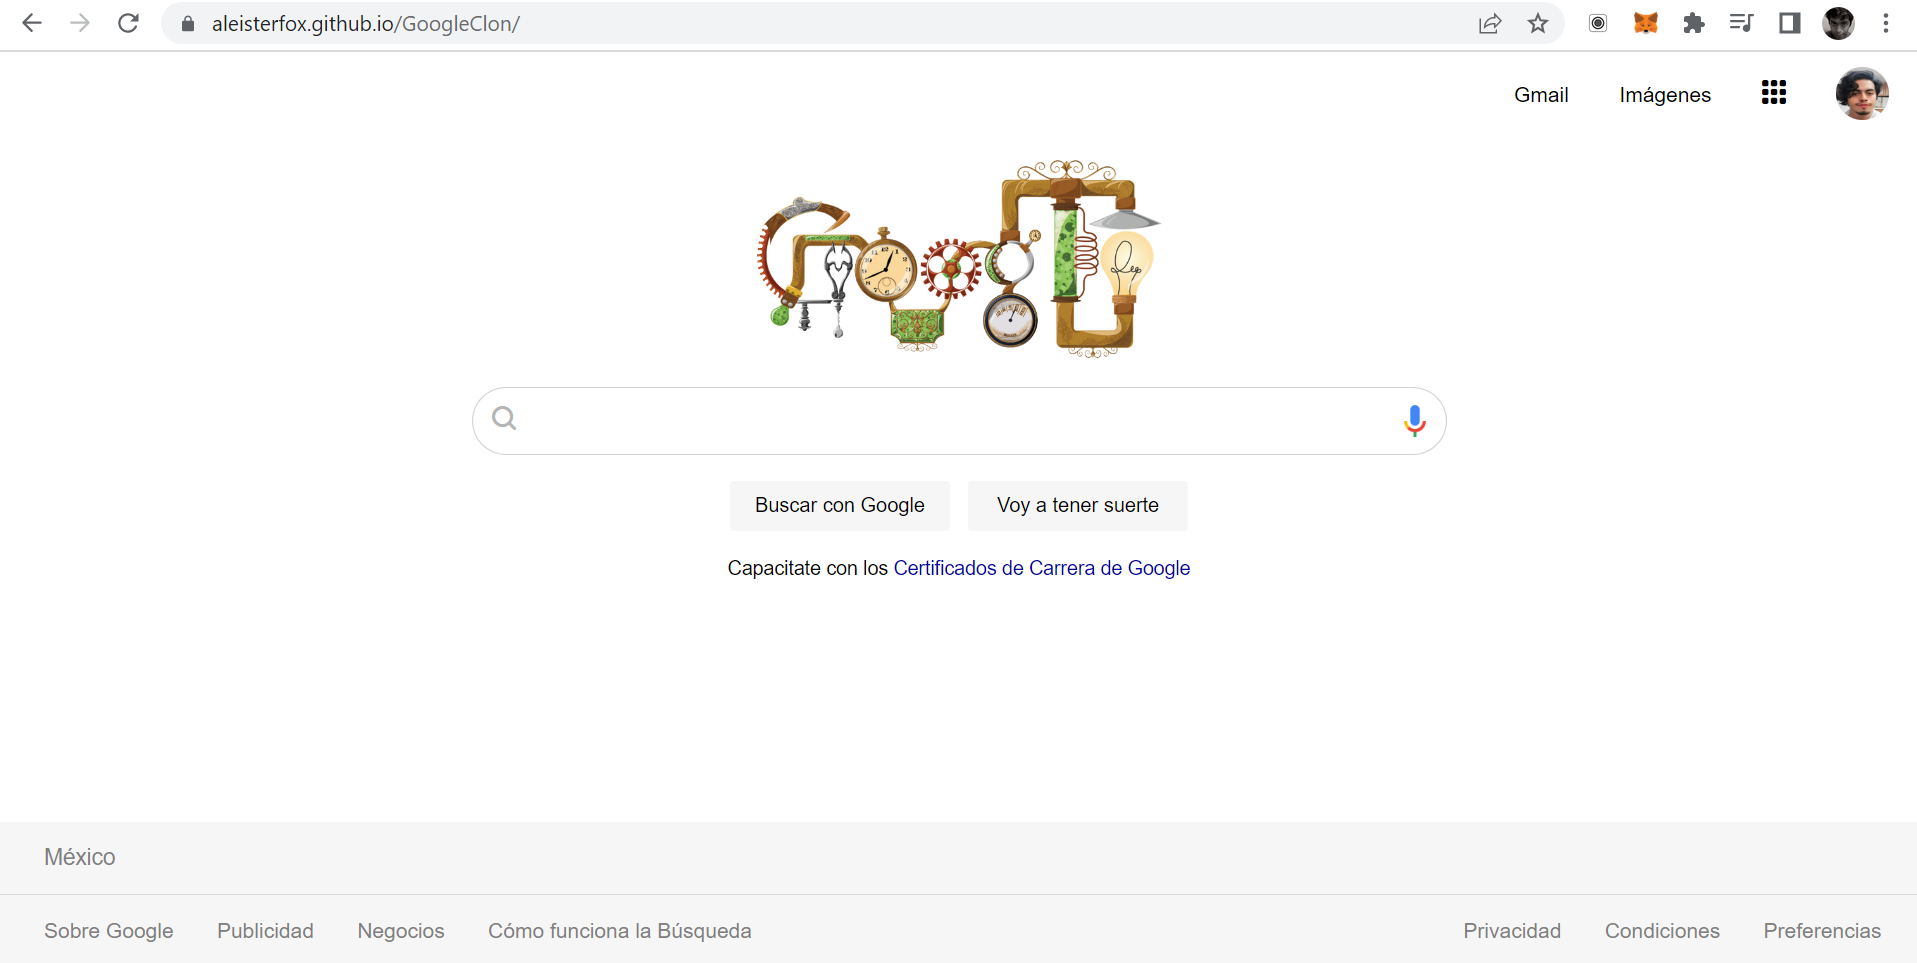 aleisterfox.github.io/GoogleClon/
Gmail Imágenes
Buscar con Google Voy a tener suerte
Capacitate con los Certificados de Carrera de Google
México
Sobre Google Publicidad Negocios Cómo funciona la Búsqueda Privacidad Condiciones Preferencias